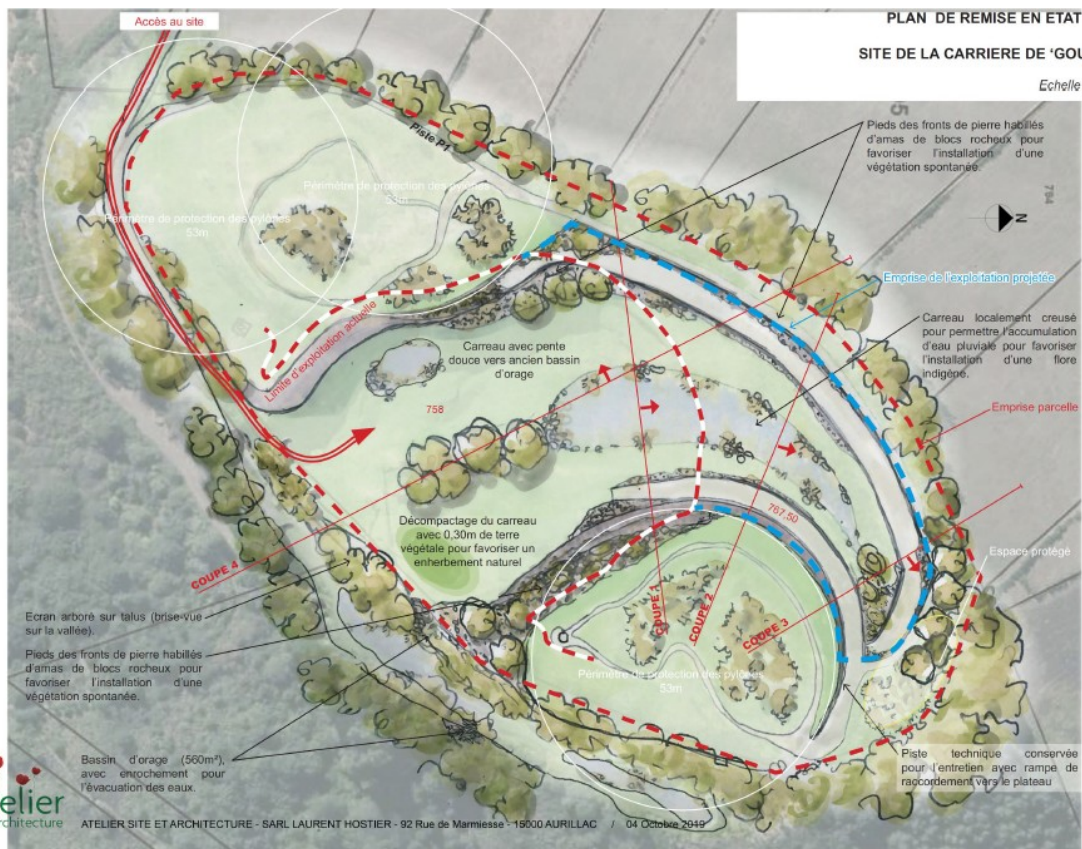 Accès au site
PLAN DE REMISE EN ETAT
SITE DE LA CARRIERE DE ‘GOU
Echelle
Pieds des fronts de pierre habillés
d'amas de blocs rocheux pour
favoriser l'installation d'une
végétation spontanée.
Piste P1
Périmètre de protection des pylônes
53m
Périmètre de protection des pylônes
53m
794
N
Emprise de l'exploitation projetée
Limite d'exploitation actuelle
Carreau avec pente
douce vers ancien bassin
d'orage
Carreau localement creusé
pour permettre l'accumulation
d'eau pluviale pour favoriser
l'installation d'une flore
indigène.
758
Emprise parcelle
767.50
Décompactage du carreau
avec 0,30m de terre
végétale pour favoriser un
enherbement naturel
Espace protégé
COUPE 4
COUPE 1
COUPE 2
COUPE 3
Ecran arboré sur talus (brise-vue
sur la vallée).
Pieds des fronts de pierre habillés
d'amas de blocs rocheux pour
favoriser l'installation d'une
végétation spontanée.
Périmètre de protection des pylônes
53m
Bassin d'orage (560m²),
avec enrochement pour
l'évacuation des eaux.
Piste technique conservée
pour l'entretien avec rampe de
raccordement vers le plateau
elier
rchitecture
ATELIER SITE ET ARCHITECTURE - SARL LAURENT HOSTIER - 92 Rue de Marmiesse - 15000 AURILLAC / 04 Octobre 2019